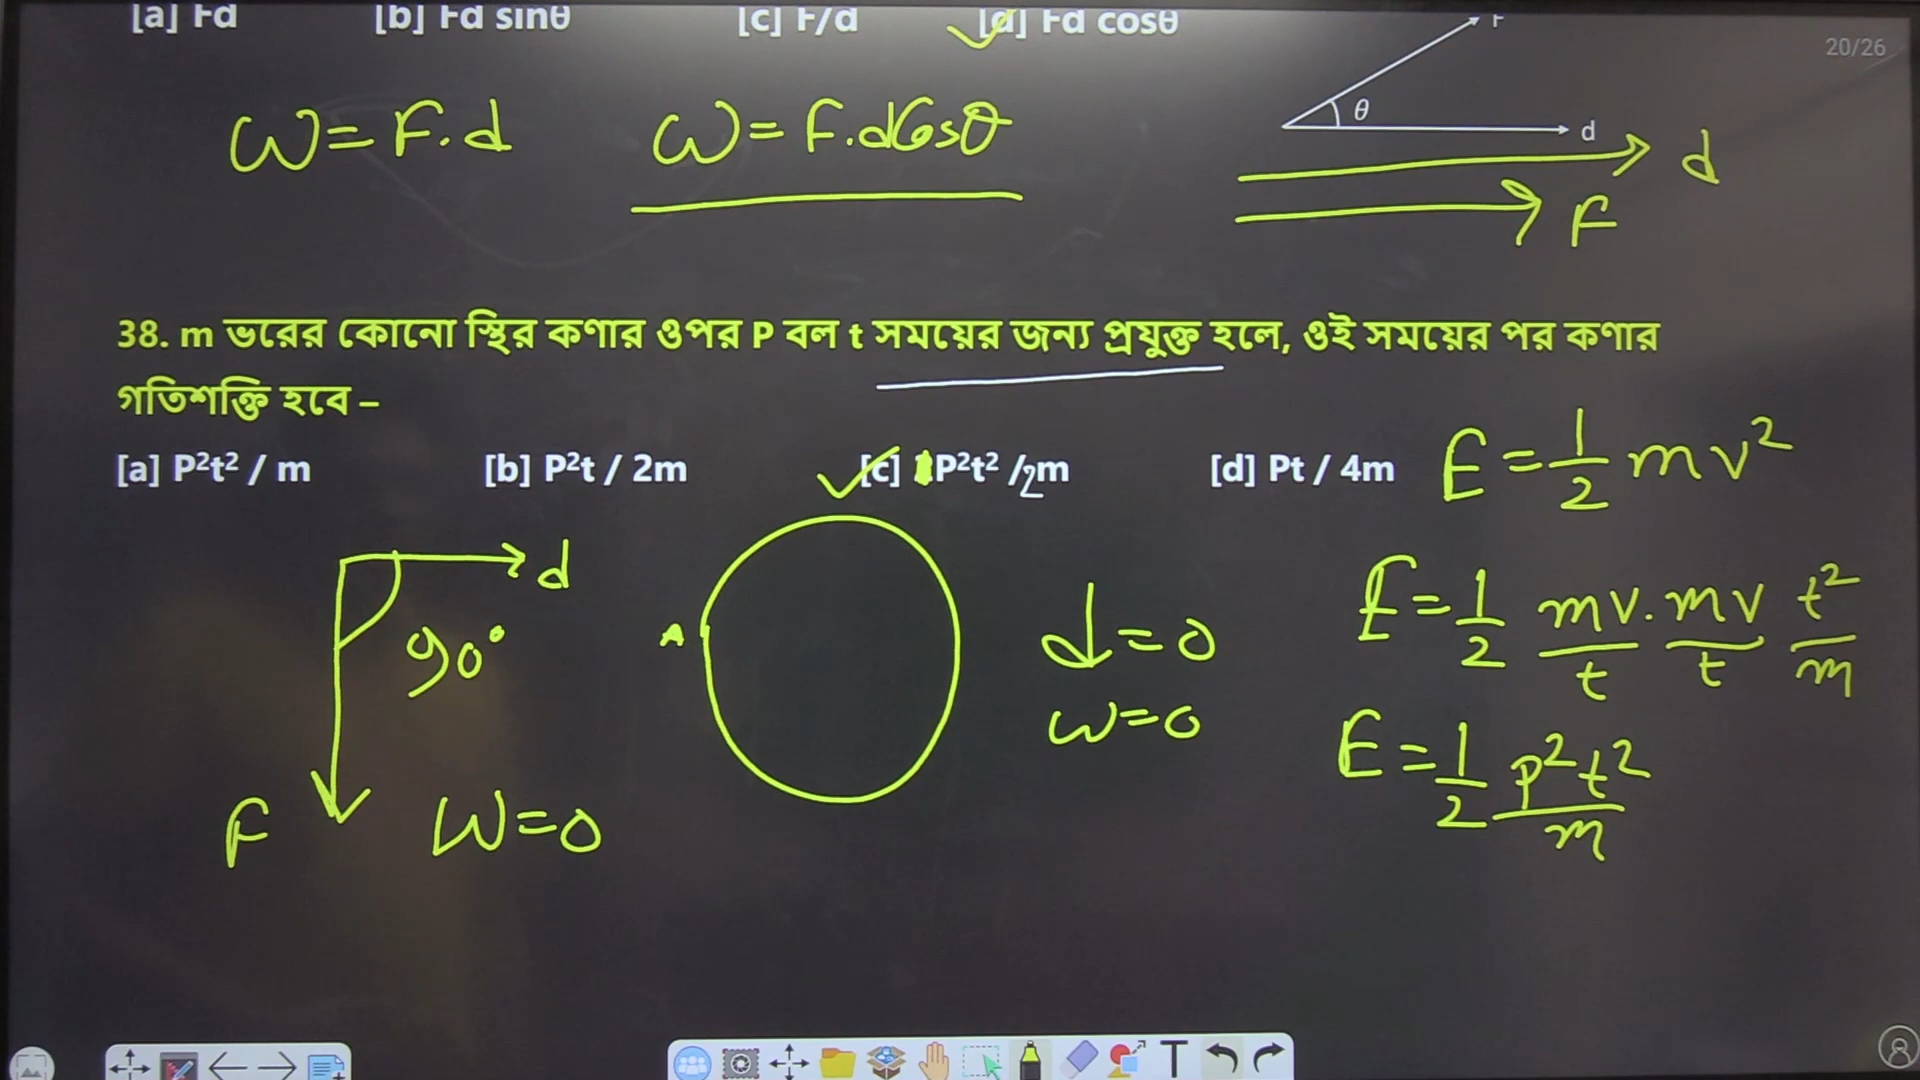 [a] Fd [b] Fd sinθ [c] F/d [d] Fd cosθ
F
20/26
θ
d
W=F.d W=F.dCosθ
d
F
38. m ভরের কোনো স্থির কণার ওপর P বল t সময়ের জন্য প্রযুক্ত হলে, ওই সময়ের পর কণার
গতিশক্তি হবে –
[a] P²t² / m [b] P²t / 2m [c] P²t² /2m [d] Pt / 4m
E=1/2 mv²
d
90°
F
W=0
A
d=0
W=0
E=1/2 mv/t . mv/t t²/m
E=1/2 P²t²/m
T